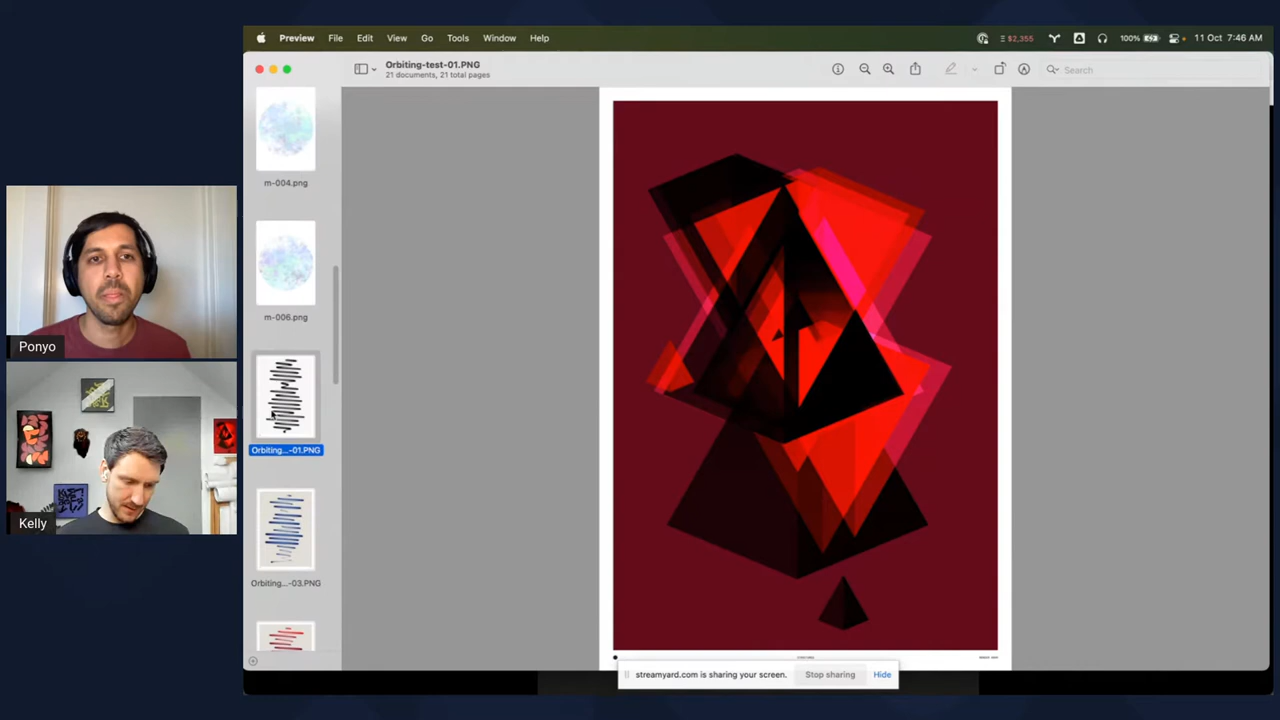 Preview File Edit View Go Tools Window Help
$2,355 100% 11 Oct 7:46 AM
Orbiting-test-01.PNG
21 documents, 21 total pages
Search
m-004.png
m-006.png
Orbiting...-01.PNG
Orbiting...-03.PNG
Ponyo
Kelly
streamyard.com is sharing your screen.
Stop sharing
Hide